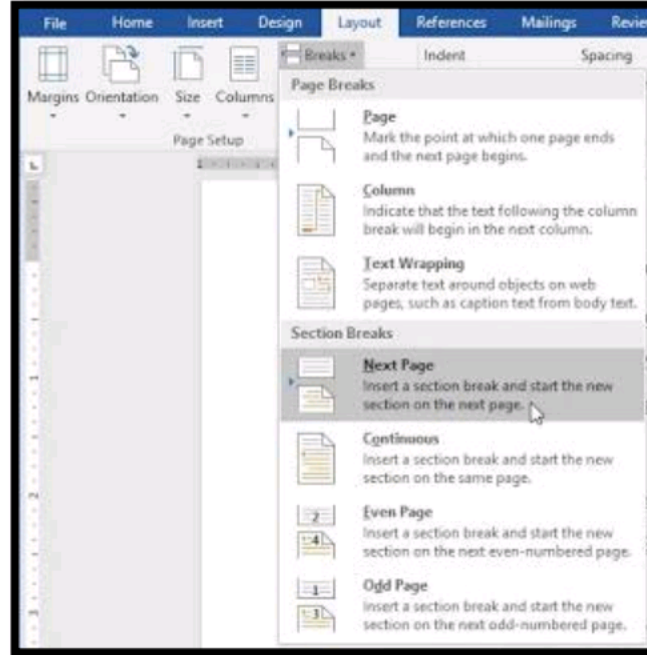 File Home Insert Design Layout References Mailings Revie
Breaks Indent Spacing
Margins Orientation Size Columns
Page Setup
Page Breaks
Page
Mark the point at which one page ends
and the next page begins.
Column
Indicate that the text following the column
break will begin in the next column.
Text Wrapping
Separate text around objects on web
pages, such as caption text from body text.
Section Breaks
Next Page
Insert a section break and start the new
section on the next page.
Continuous
Insert a section break and start the new
section on the same page.
2
4
Even Page
Insert a section break and start the new
section on the next even-numbered page.
1
3
Odd Page
Insert a section break and start the new
section on the next odd-numbered page.